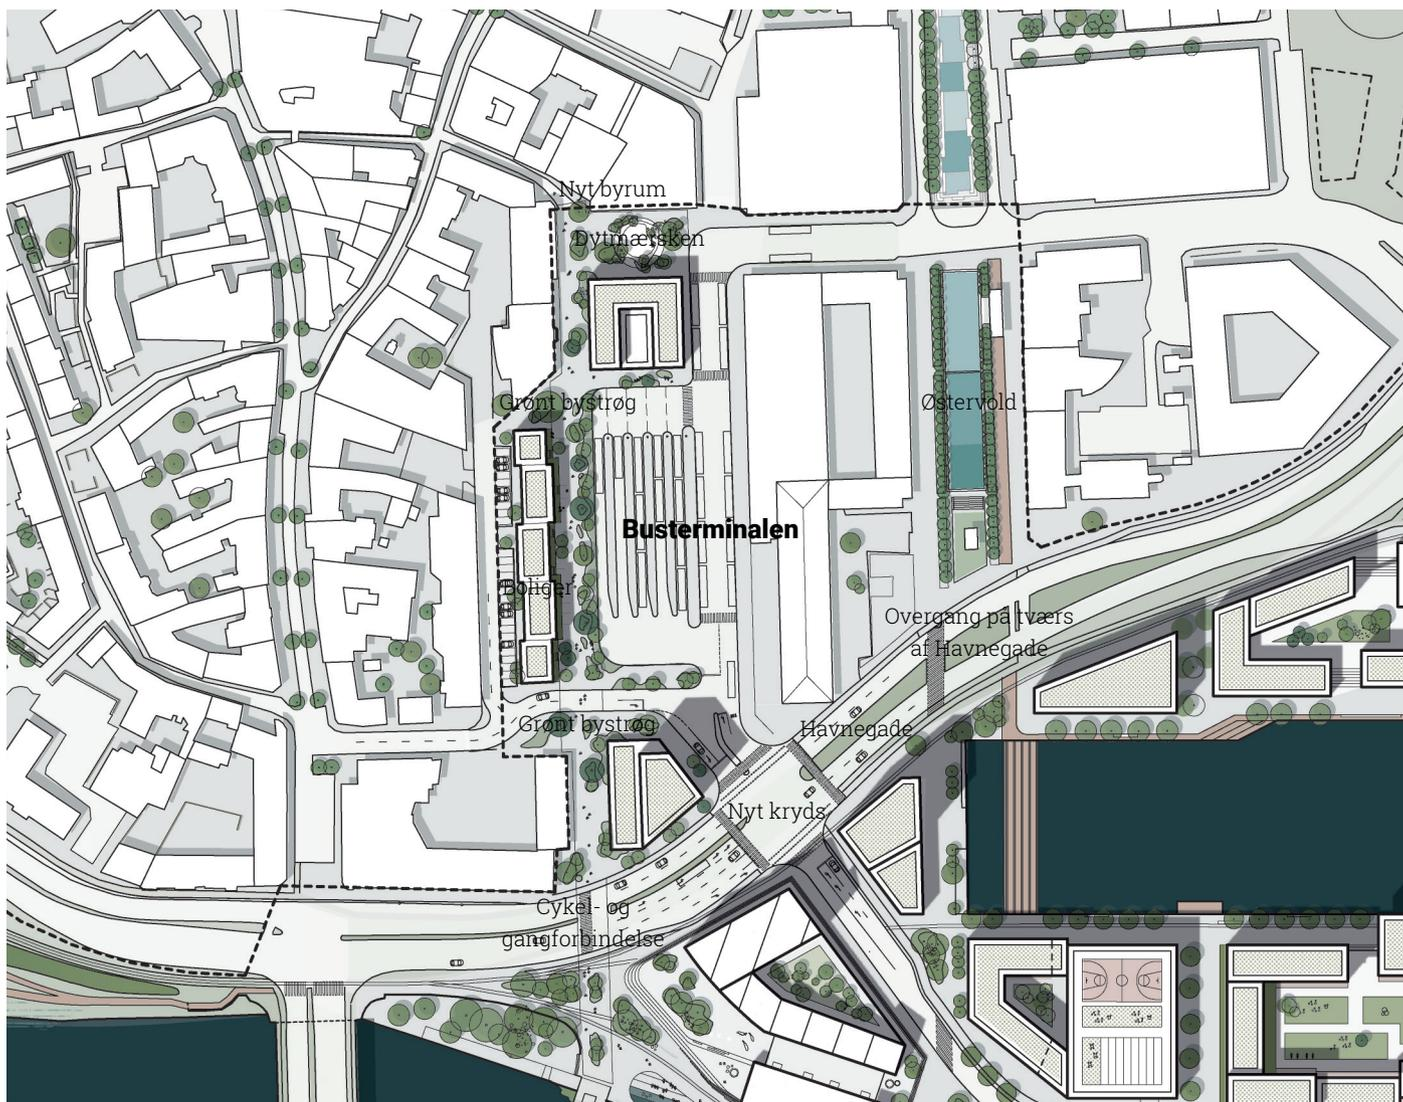 Nyt byrum
Dytmærsken
Grønt bystrøg
Østervold
Busterminalen
Boliger
Overgang på tværs
af Havnegade
Grønt bystrøg
Havnegade
Nyt kryds
Cykel- og
gangforbindelse